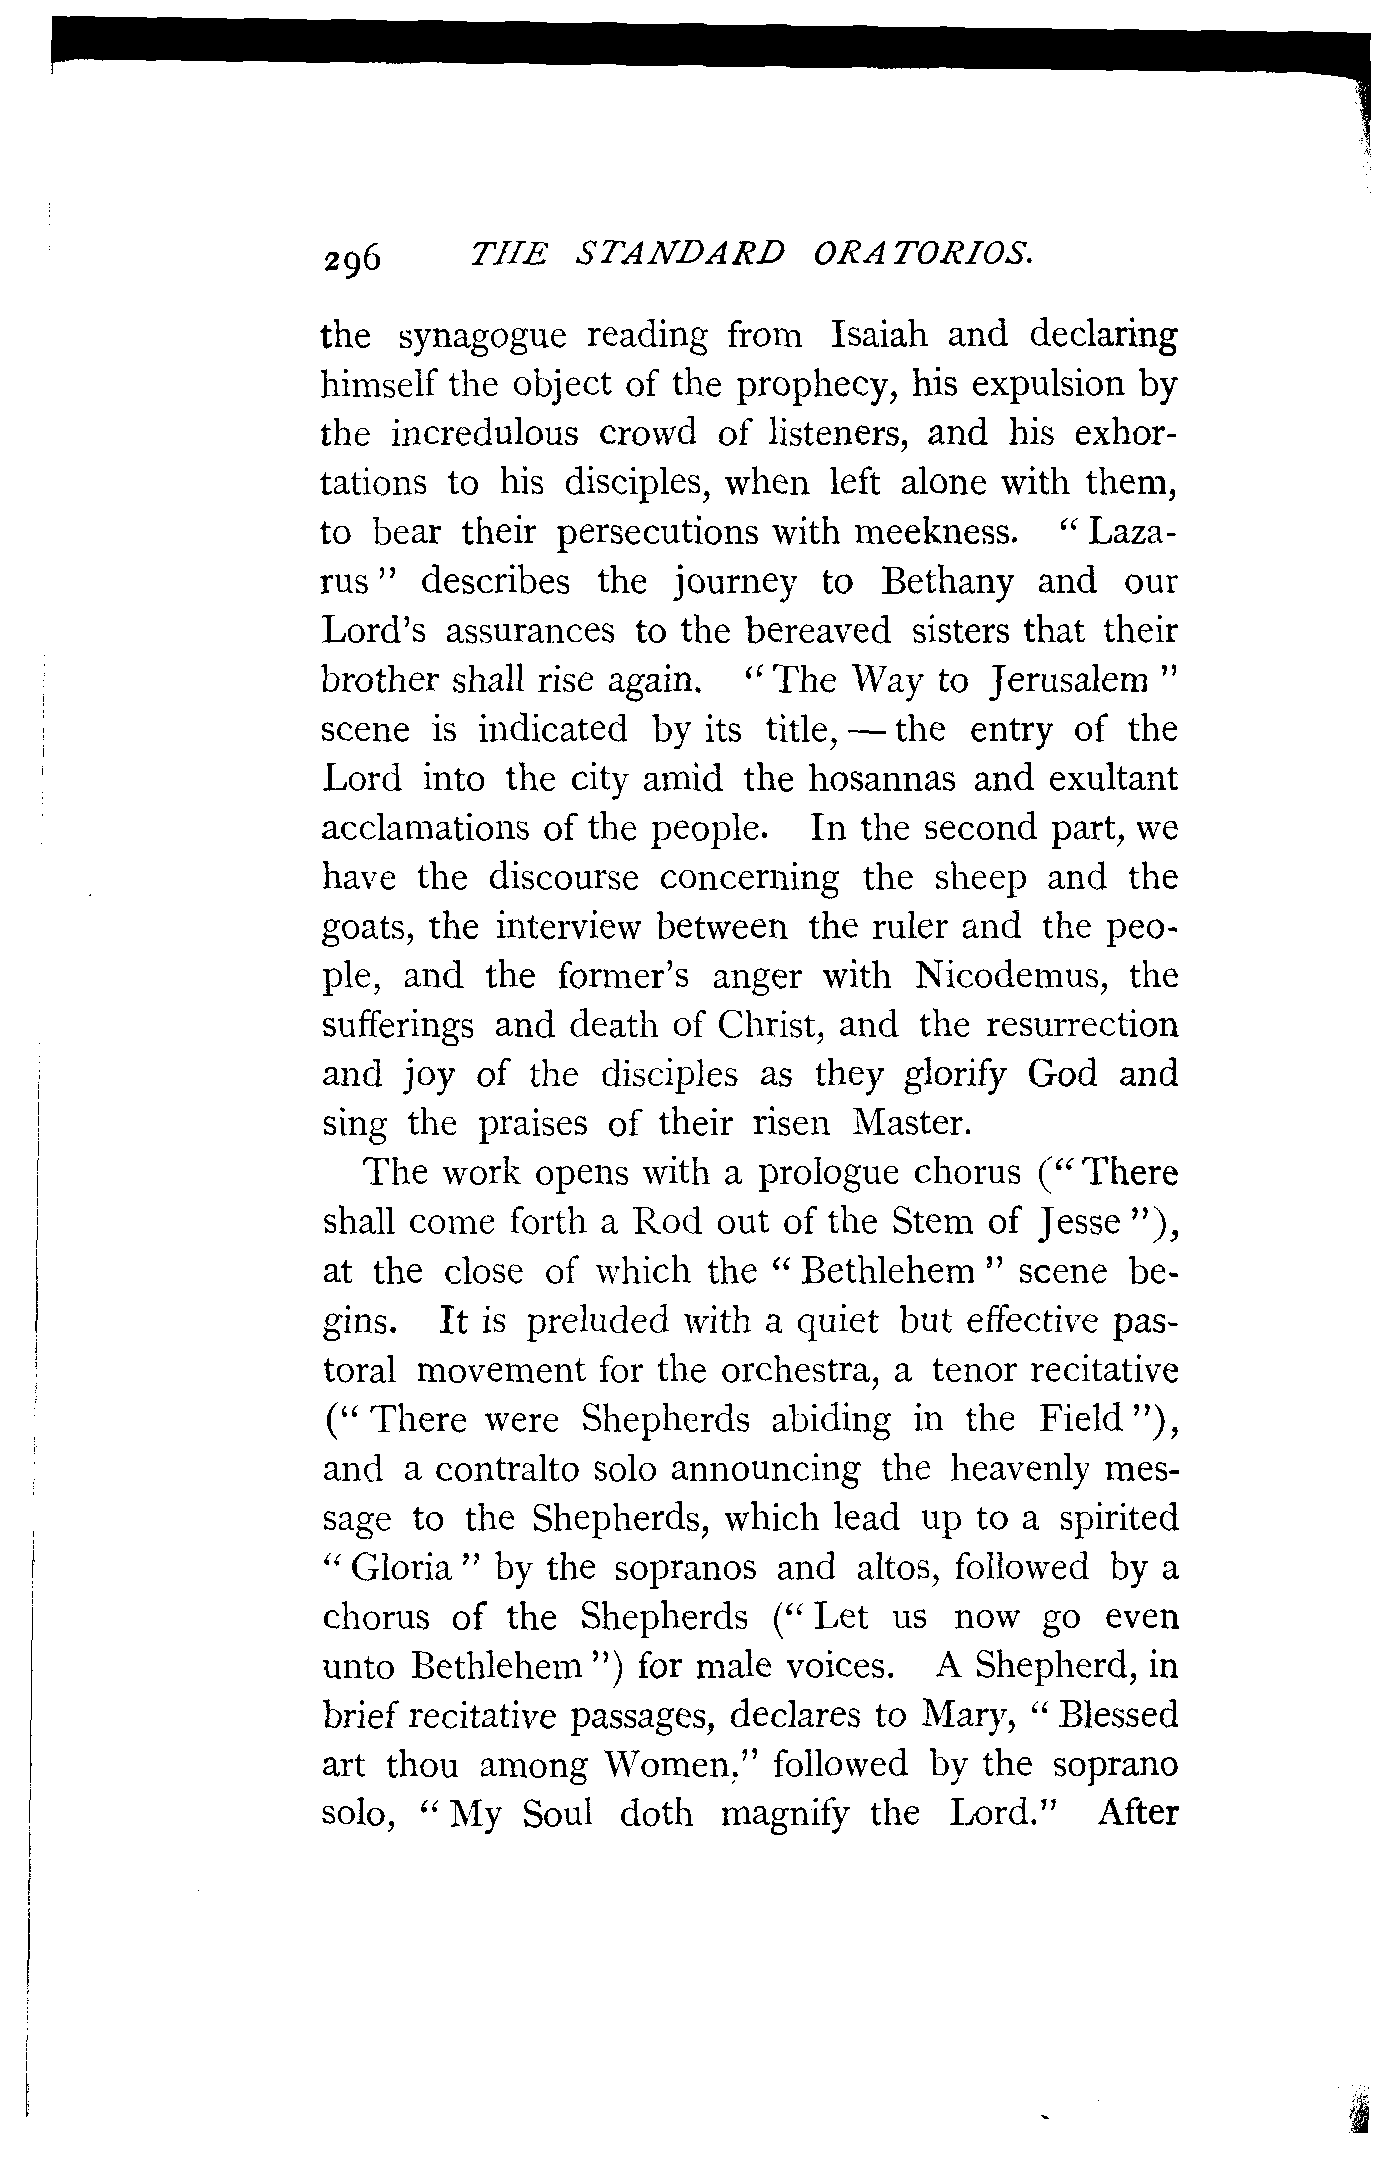 296 THE STANDARD ORATORIOS.
the synagogue reading from Isaiah and declaring
himself the object of the prophecy, his expulsion by
the incredulous crowd of listeners, and his exhor-
tations to his disciples, when left alone with them,
to bear their persecutions with meekness. " Laza-
rus " describes the journey to Bethany and our
Lord's assurances to the bereaved sisters that their
brother shall rise again. " The Way to Jerusalem "
scene is indicated by its title, — the entry of the
Lord into the city amid the hosannas and exultant
acclamations of the people. In the second part, we
have the discourse concerning the sheep and the
goats, the interview between the ruler and the peo-
ple, and the former's anger with Nicodemus, the
sufferings and death of Christ, and the resurrection
and joy of the disciples as they glorify God and
sing the praises of their risen Master.
The work opens with a prologue chorus (" There
shall come forth a Rod out of the Stem of Jesse "),
at the close of which the " Bethlehem " scene be-
gins. It is preluded with a quiet but effective pas-
toral movement for the orchestra, a tenor recitative
(" There were Shepherds abiding in the Field "),
and a contralto solo announcing the heavenly mes-
sage to the Shepherds, which lead up to a spirited
" Gloria " by the sopranos and altos, followed by a
chorus of the Shepherds (" Let us now go even
unto Bethlehem ") for male voices. A Shepherd, in
brief recitative passages, declares to Mary, " Blessed
art thou among Women," followed by the soprano
solo, " My Soul doth magnify the Lord." After